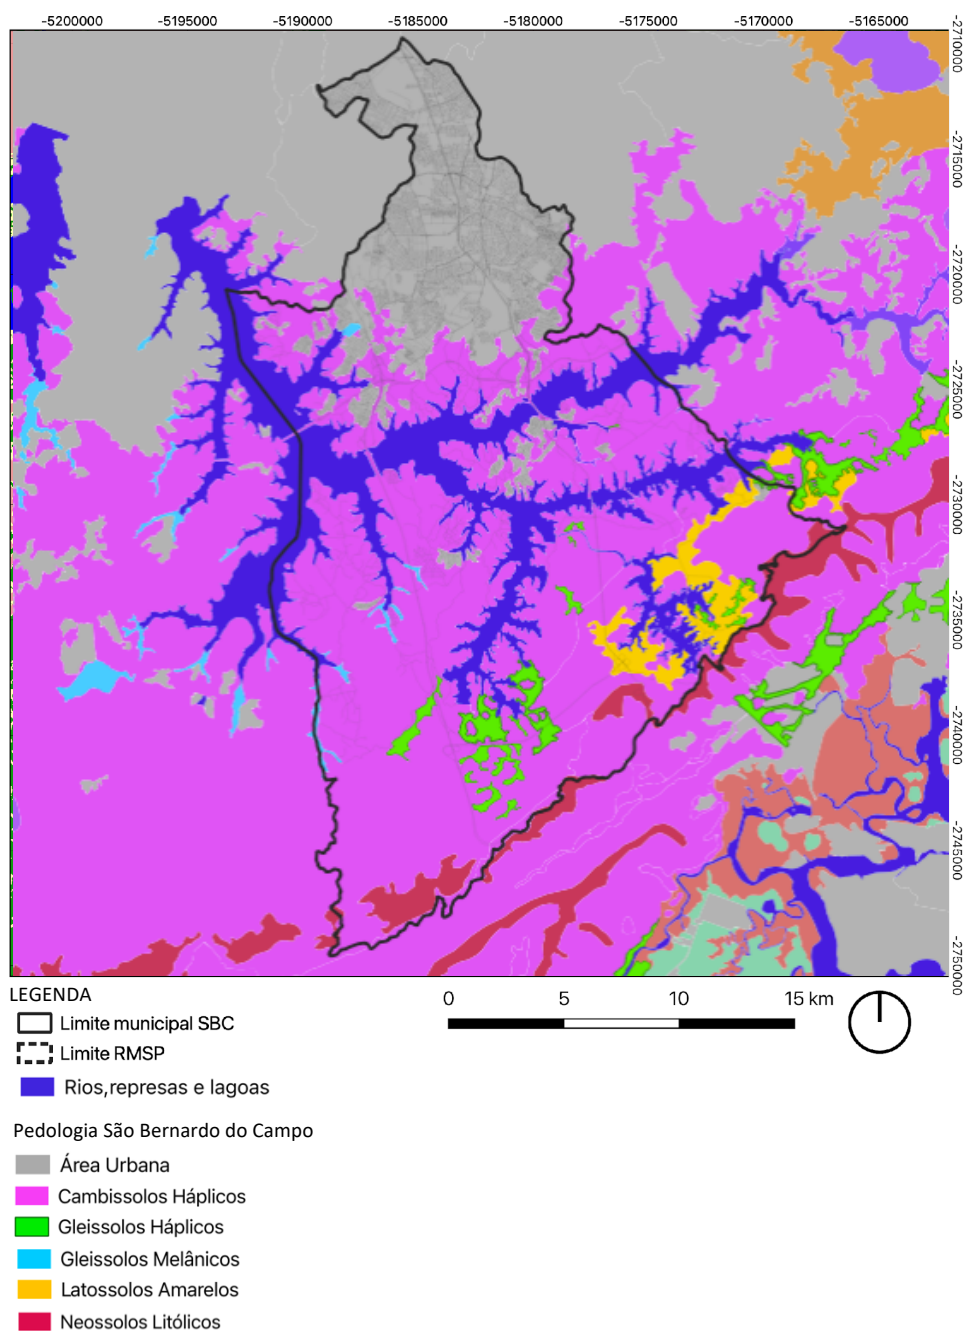 -5200000 -5195000 -5190000 -5185000 -5180000 -5175000 -5170000 -5165000
-2710000
-2715000
-2720000
-2725000
-2730000
-2735000
-2740000
-2745000
-2750000
LEGENDA
0 5 10 15 km
Limite municipal SBC
Limite RMSP
Rios,represas e lagoas
Pedologia São Bernardo do Campo
Área Urbana
Cambissolos Háplicos
Gleissolos Háplicos
Gleissolos Melânicos
Latossolos Amarelos
Neossolos Litólicos